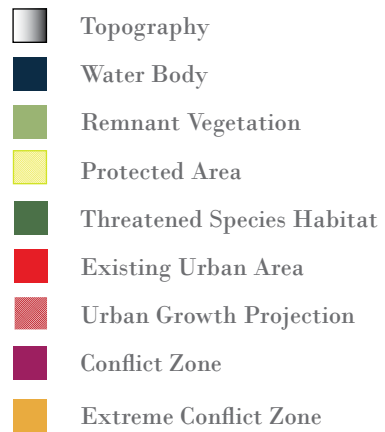 Topography
Water Body
Remnant Vegetation
Protected Area
Threatened Species Habitat
Existing Urban Area
Urban Growth Projection
Conflict Zone
Extreme Conflict Zone